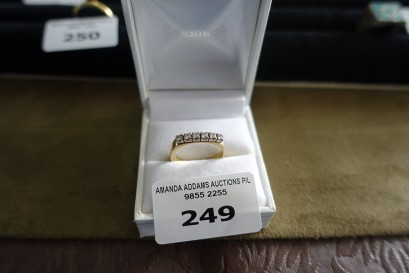 250
AMANDA ADDAMS AUCTIONS P/L
9855 2255
249